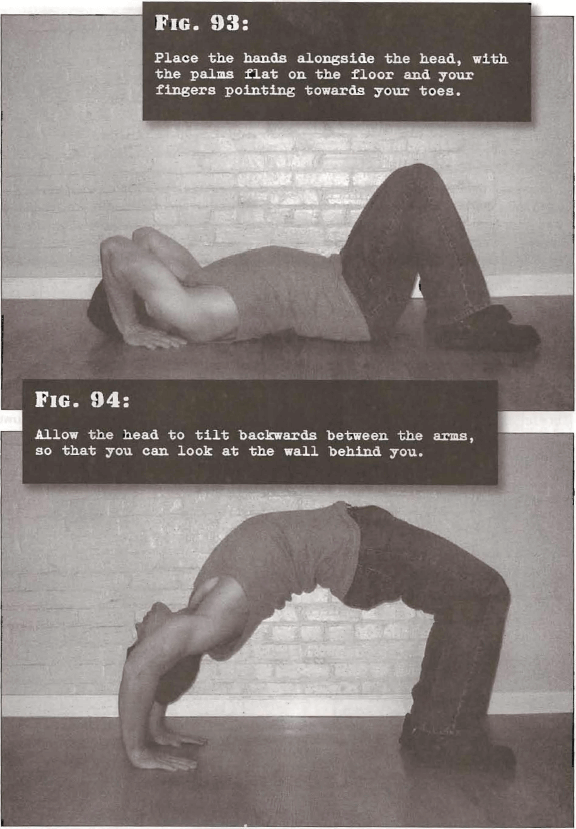 FIG. 93:
Place the hands alongside the head, with
the palms flat on the floor and your
fingers pointing towards your toes.
FIG. 94:
Allow the head to tilt backwards between the arms,
so that you can look at the wall behind you.